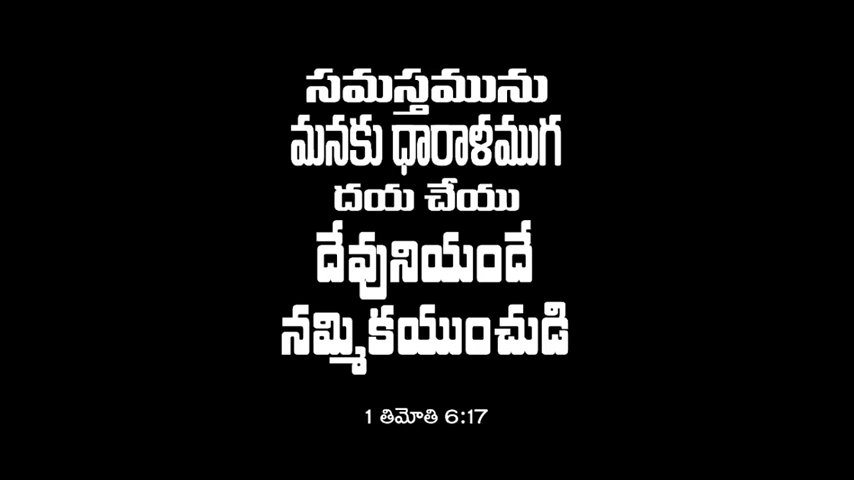 సమస్తమును
మనకు ధారాళముగ
దయ చేయు
దేవునియందే
నమ్మికయుంచుడి
1 తిమోతి 6:17